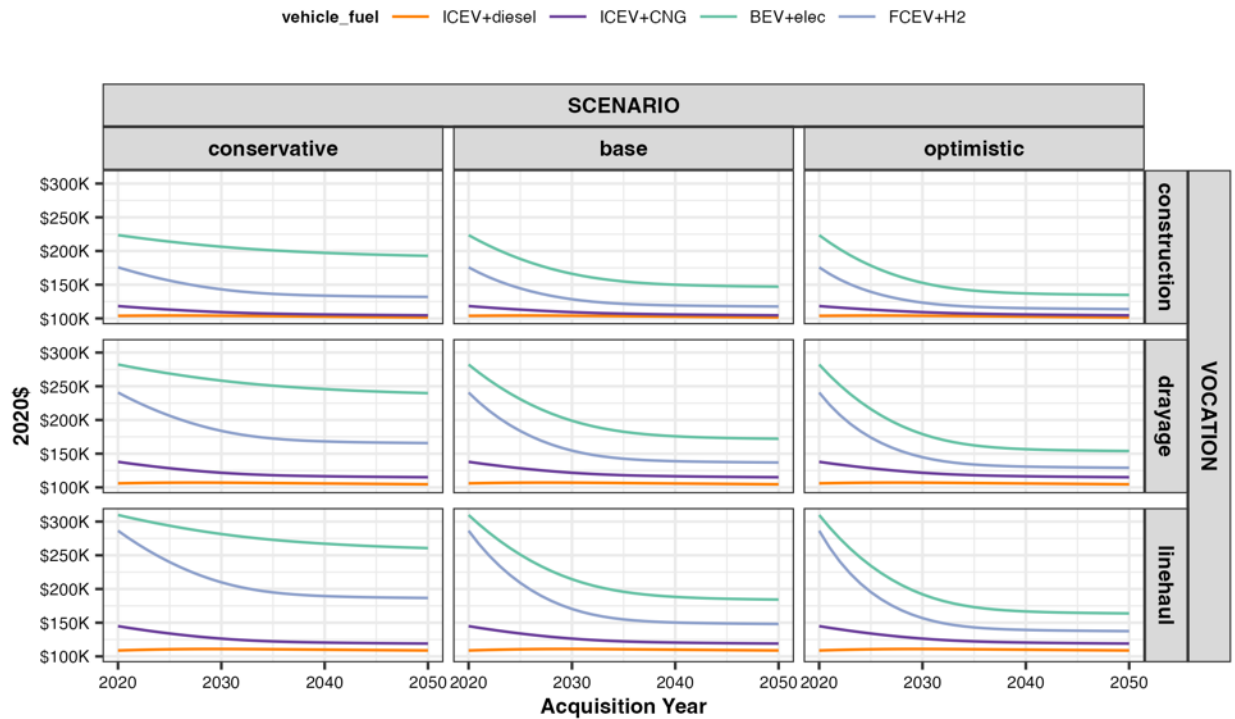 vehicle_fuel ICEV+diesel ICEV+CNG BEV+elec FCEV+H2
SCENARIO
conservative base optimistic
$300K
$250K
$200K
$150K
$100K
construction
$300K
$250K
$200K
$150K
$100K
drayage
$300K
$250K
$200K
$150K
$100K
linehaul
VOCATION
2020$
2020 2030 2040 2050 2020 2030 2040 2050 2020 2030 2040 2050
Acquisition Year